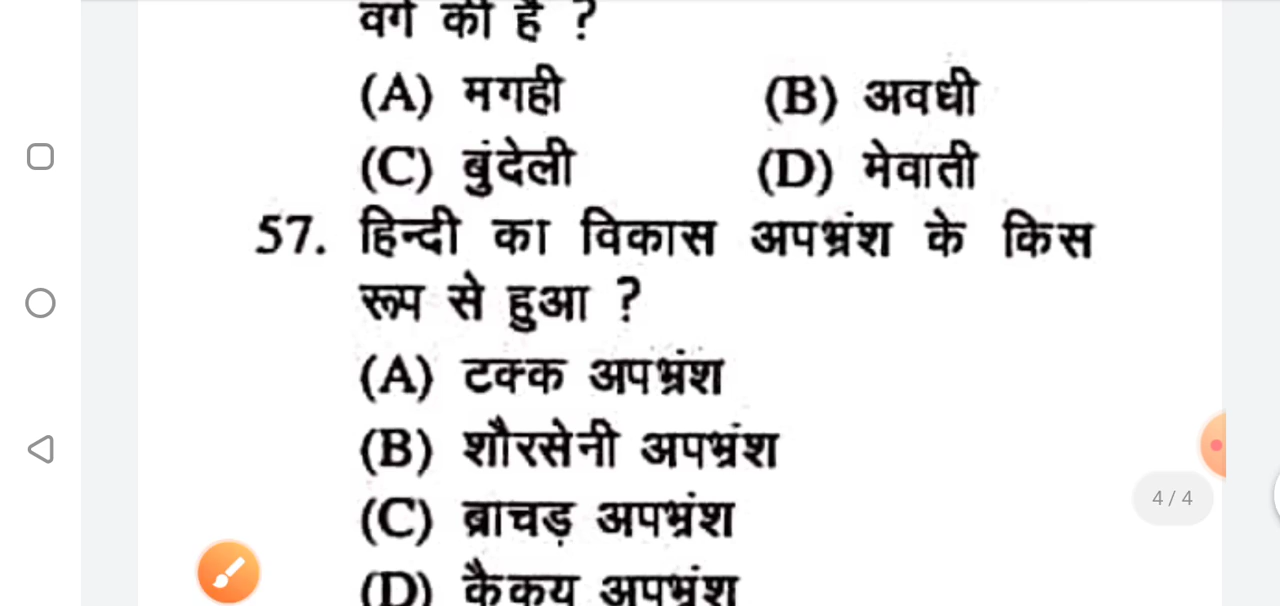 वर्ग की है ?
(A) मगही (B) अवधी
(C) बुंदेली (D) मेवाती
57. हिन्दी का विकास अपभ्रंश के किस
रूप से हुआ ?
(A) टक्क अपभ्रंश
(B) शौरसेनी अपभ्रंश
(C) ब्राचड़ अपभ्रंश
(D) कैकय अपभ्रंश
4 / 4